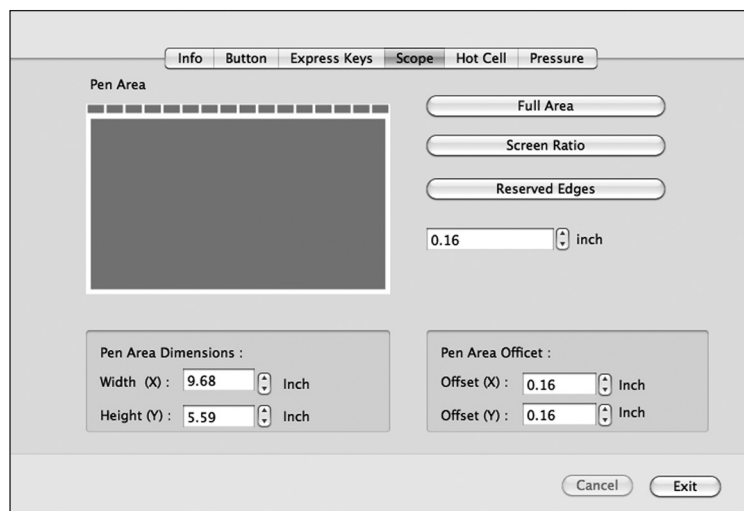 Info Button Express Keys Scope Hot Cell Pressure
Pen Area
Full Area
Screen Ratio
Reserved Edges
0.16 inch
Pen Area Dimensions :
Width (X) : 9.68 Inch
Height (Y) : 5.59 Inch
Pen Area Officet :
Offset (X) : 0.16 Inch
Offset (Y) : 0.16 Inch
Cancel Exit